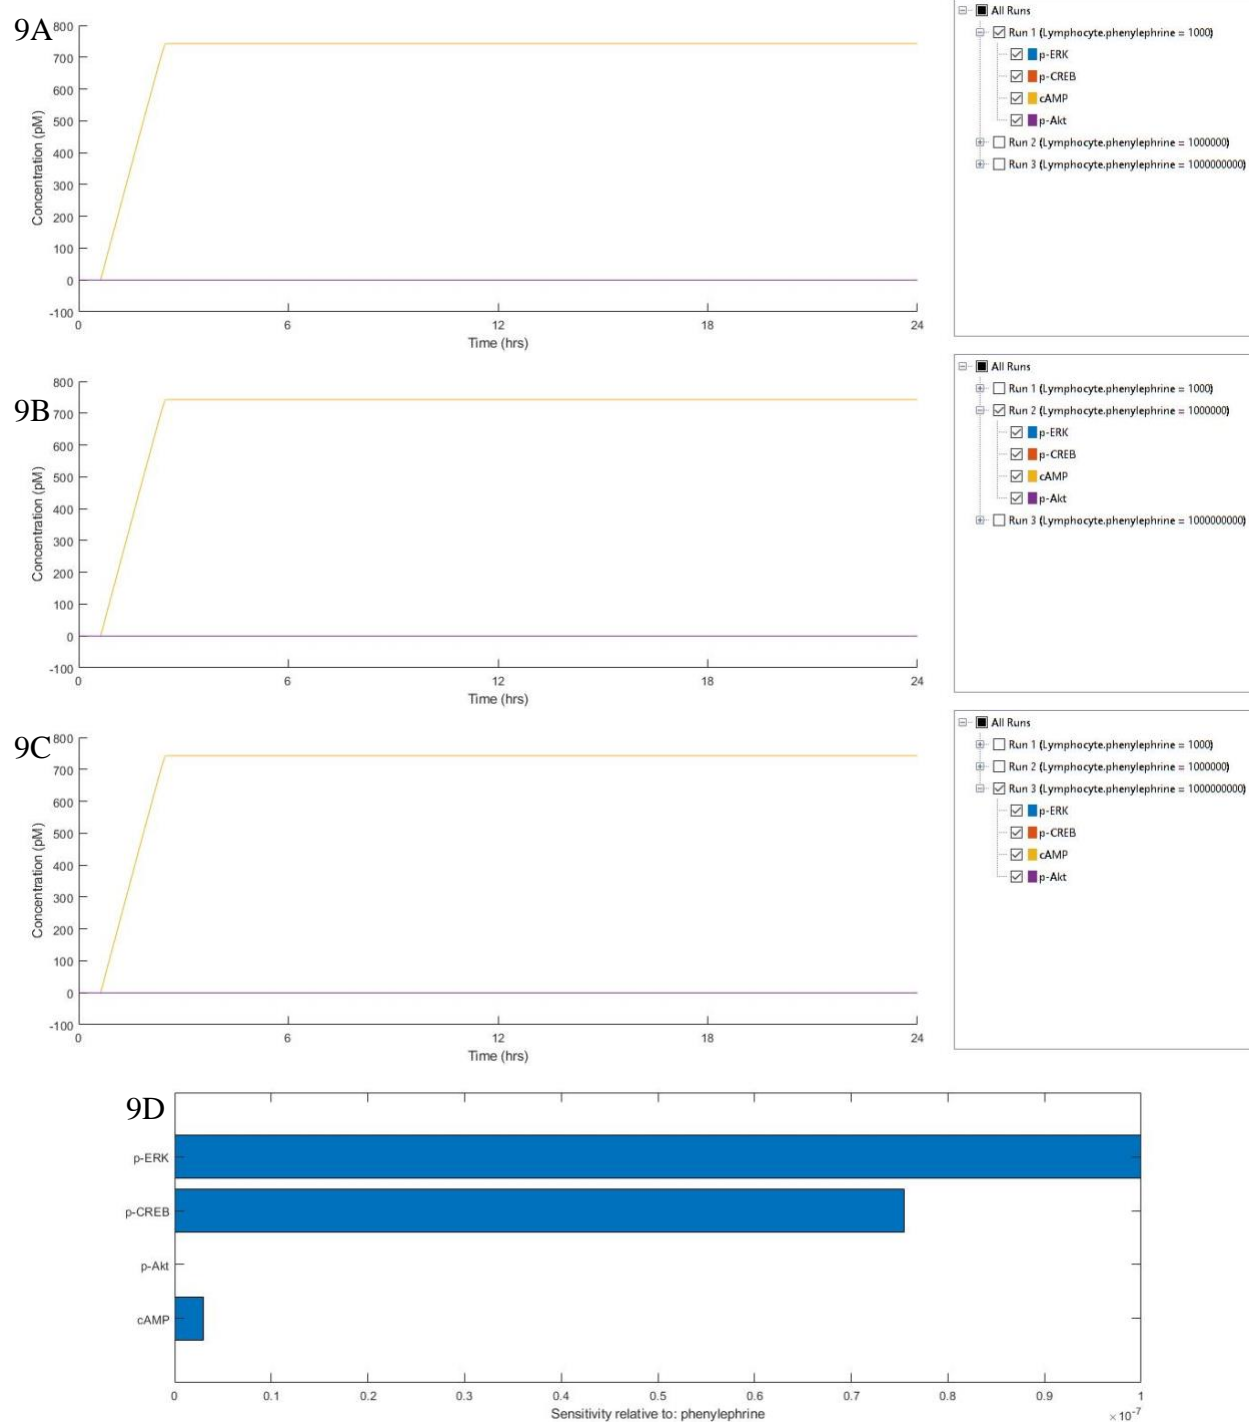 9A
800
700
600
500
400
300
200
100
0
-100
Concentration (pM)
0 6 12 18 24
Time (hrs)
All Runs
Run 1 (Lymphocyte.phenylephrine = 1000)
p-ERK
p-CREB
cAMP
p-Akt
Run 2 (Lymphocyte.phenylephrine = 1000000)
Run 3 (Lymphocyte.phenylephrine = 1000000000)
9B
800
700
600
500
400
300
200
100
0
-100
Concentration (pM)
0 6 12 18 24
Time (hrs)
All Runs
Run 1 (Lymphocyte.phenylephrine = 1000)
Run 2 (Lymphocyte.phenylephrine = 1000000)
p-ERK
p-CREB
cAMP
p-Akt
Run 3 (Lymphocyte.phenylephrine = 1000000000)
9C
800
700
600
500
400
300
200
100
0
-100
Concentration (pM)
0 6 12 18 24
Time (hrs)
All Runs
Run 1 (Lymphocyte.phenylephrine = 1000)
Run 2 (Lymphocyte.phenylephrine = 1000000)
Run 3 (Lymphocyte.phenylephrine = 1000000000)
p-ERK
p-CREB
cAMP
p-Akt
9D
p-ERK
p-CREB
p-Akt
cAMP
0 0.1 0.2 0.3 0.4 0.5 0.6 0.7 0.8 0.9 1
Sensitivity relative to: phenylephrine
×10⁻⁷